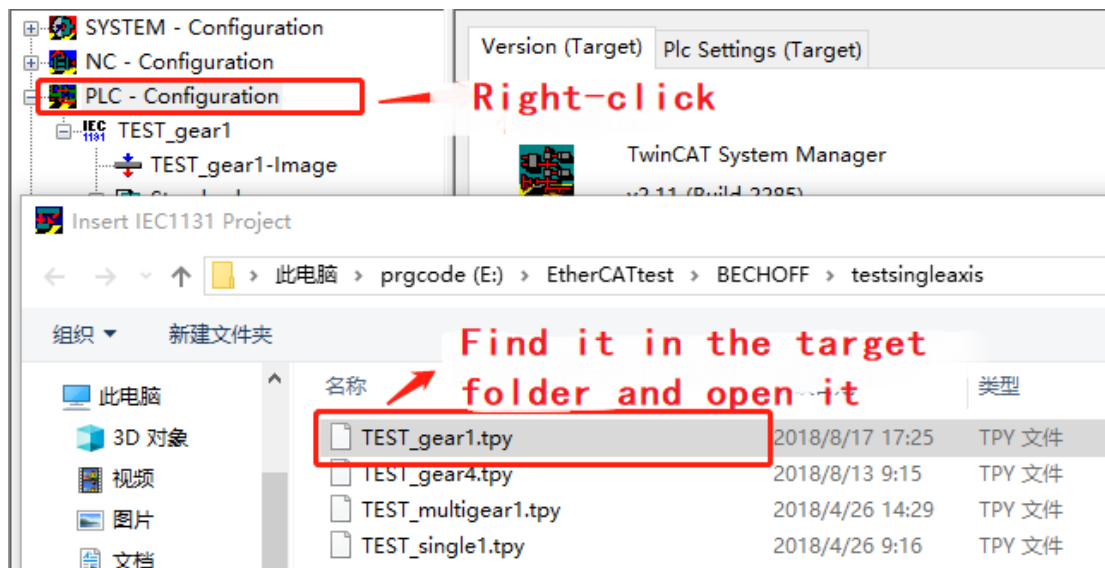 SYSTEM - Configuration
NC - Configuration
PLC - Configuration
IEC 1131 TEST_gear1
TEST_gear1-Image
Version (Target) Plc Settings (Target)
Right-click
TwinCAT System Manager
v2.11 (Build 2285)
Insert IEC1131 Project
此电脑 › prgcode (E:) › EtherCATtest › BECHOFF › testsingleaxis
组织 新建文件夹
Find it in the target
folder and open it
此电脑
3D 对象
视频
图片
文档
名称 类型
TEST_gear1.tpy 2018/8/17 17:25 TPY 文件
TEST_gear4.tpy 2018/8/13 9:15 TPY 文件
TEST_multigear1.tpy 2018/4/26 14:29 TPY 文件
TEST_single1.tpy 2018/4/26 9:16 TPY 文件